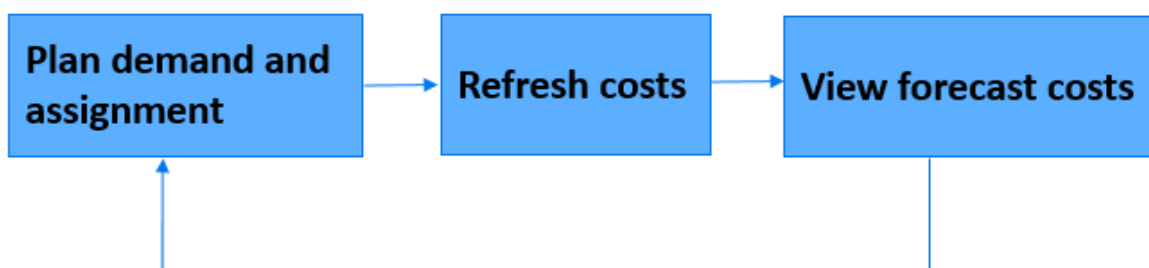 Plan demand and
assignment
Refresh costs
View forecast costs